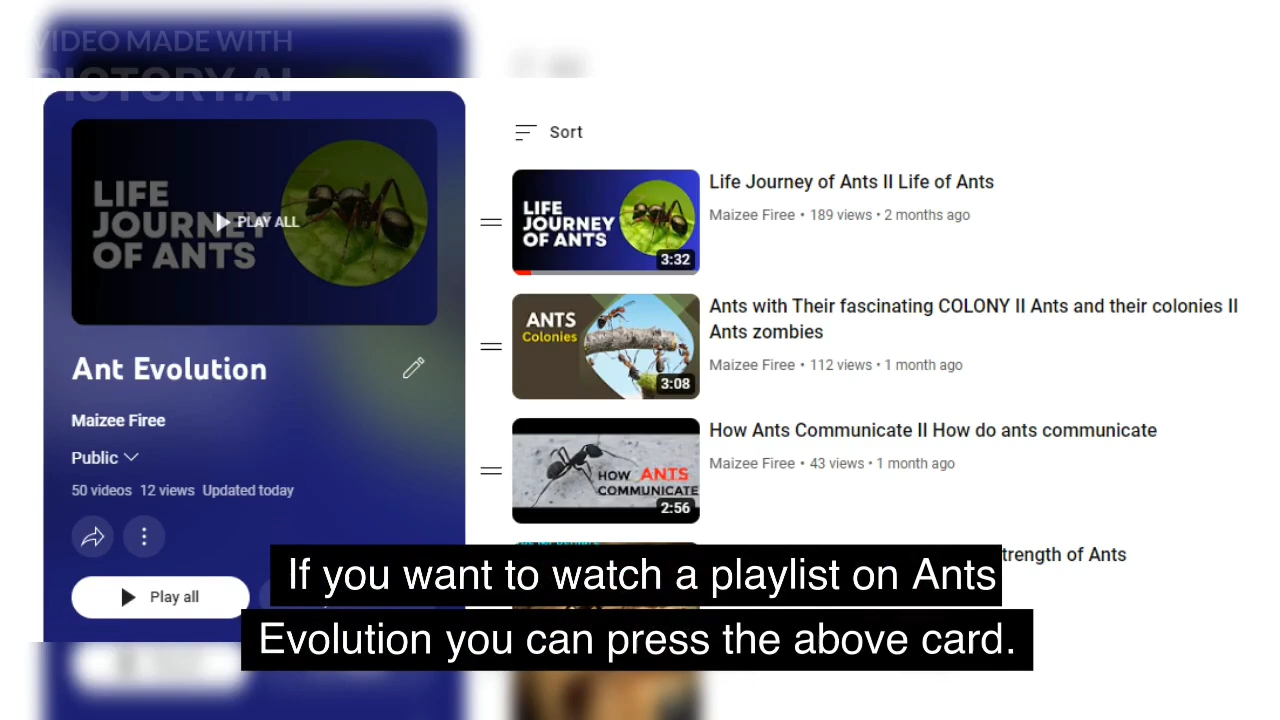 VIDEO MADE WITH
PICTORY.AI
LIFE
JOURNEY
OF ANTS
PLAY ALL
Ant Evolution
Maizee Firee
Public
50 videos 12 views Updated today
Play all
Sort
LIFE
JOURNEY
OF ANTS
3:32
Life Journey of Ants II Life of Ants
Maizee Firee • 189 views • 2 months ago
ANTS
Colonies
3:08
Ants with Their fascinating COLONY II Ants and their colonies II
Ants zombies
Maizee Firee • 112 views • 1 month ago
HOW ANTS
COMMUNICATE
2:56
How Ants Communicate II How do ants communicate
Maizee Firee • 43 views • 1 month ago
of Ants
If you want to watch a playlist on Ants
Evolution you can press the above card.